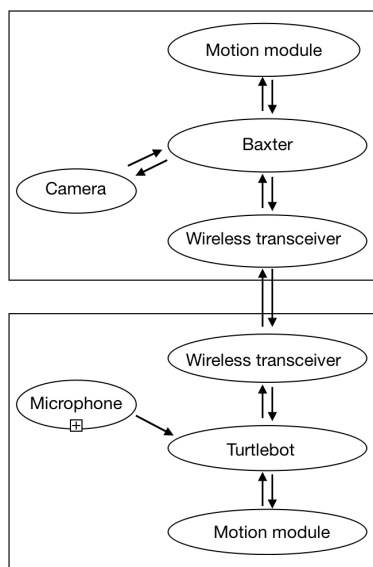 Motion module
Baxter
Camera
Wireless transceiver
Wireless transceiver
Microphone
Turtlebot
Motion module